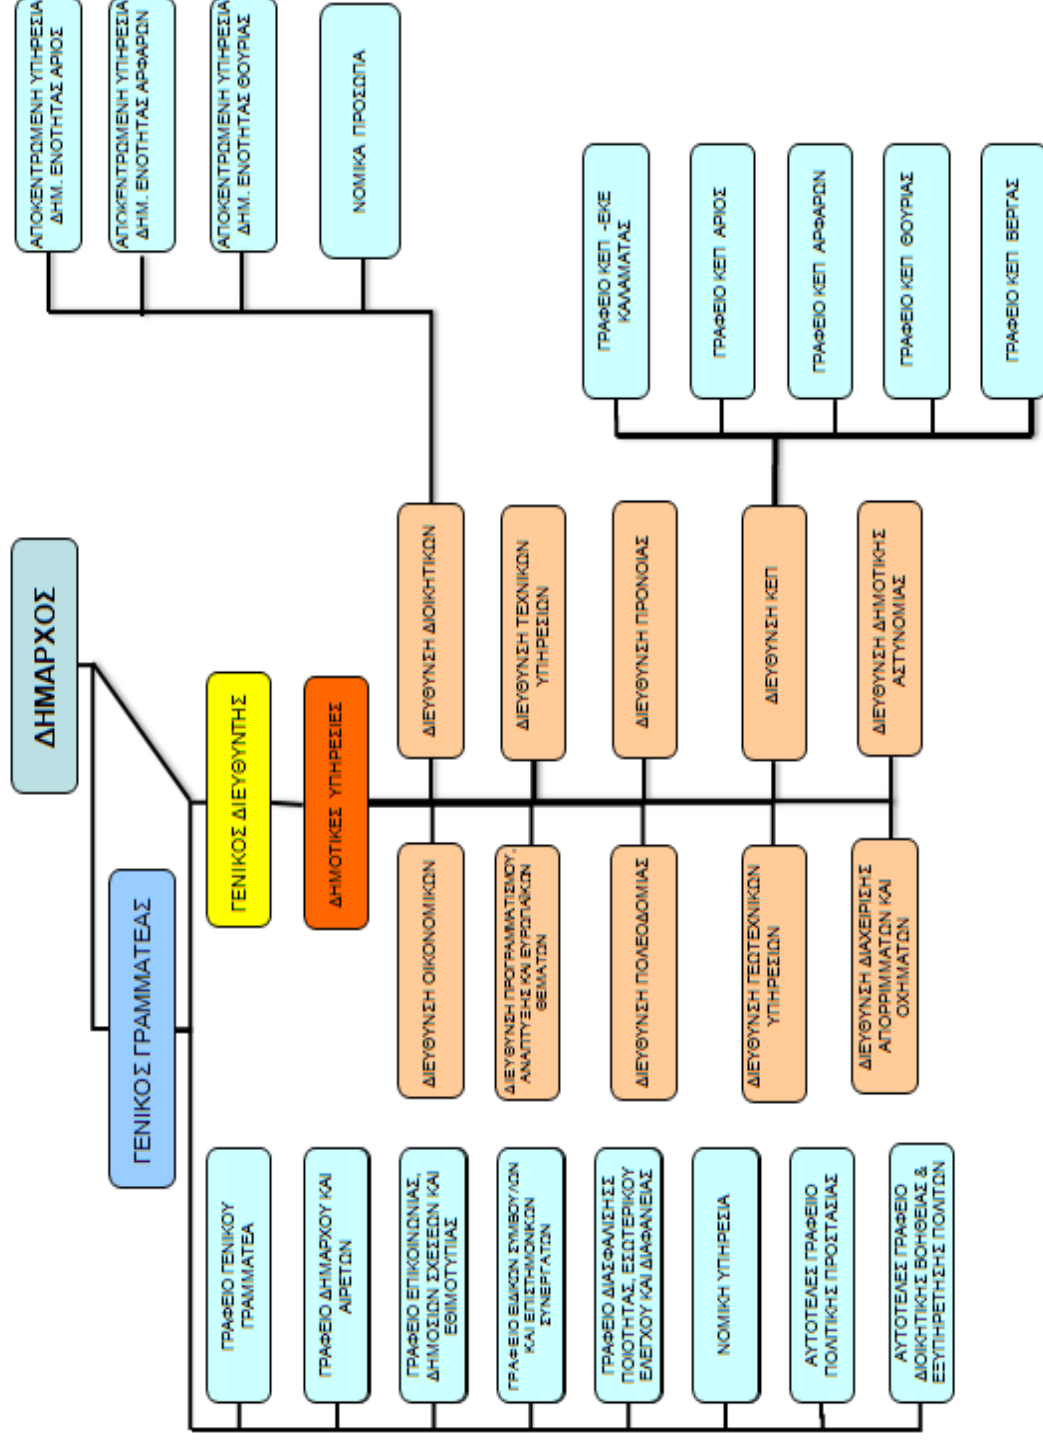 ΔΗΜΑΡΧΟΣ
ΓΕΝΙΚΟΣ ΓΡΑΜΜΑΤΕΑΣ
ΓΕΝΙΚΟΣ ΔΙΕΥΘΥΝΤΗΣ
ΔΗΜΟΤΙΚΕΣ ΥΠΗΡΕΣΙΕΣ
ΓΡΑΦΕΙΟ ΓΕΝΙΚΟΥ
ΓΡΑΜΜΑΤΕΑ
ΓΡΑΦΕΙΟ ΔΗΜΑΡΧΟΥ ΚΑΙ
ΑΙΡΕΤΩΝ
ΓΡΑΦΕΙΟ ΕΠΙΚΟΙΝΩΝΙΑΣ,
ΔΗΜΟΣΙΩΝ ΣΧΕΣΕΩΝ ΚΑΙ
ΕΘΙΜΟΤΥΠΙΑΣ
ΓΡΑΦΕΙΟ ΕΙΔΙΚΩΝ ΣΥΜΒΟΥΛΩΝ
ΚΑΙ ΕΠΙΣΤΗΜΟΝΙΚΩΝ
ΣΥΝΕΡΓΑΤΩΝ
ΓΡΑΦΕΙΟ ΔΙΑΣΦΑΛΙΣΗΣΣ
ΠΟΙΟΤΗΤΑΣ, ΕΣΩΤΕΡΙΚΟΥ
ΕΛΕΓΧΟΥ ΚΑΙ ΔΙΑΦΑΝΕΙΑΣ
ΝΟΜΙΚΗ ΥΠΗΡΕΣΙΑ
ΑΥΤΟΤΕΛΕΣ ΓΡΑΦΕΙΟ
ΠΟΛΙΤΙΚΗΣ ΠΡΟΣΤΑΣΙΑΣ
ΑΥΤΟΤΕΛΕΣ ΓΡΑΦΕΙΟ
ΔΙΟΙΚΗΤΙΚΗΣ ΒΟΗΘΕΙΑΣ &
ΕΞΥΠΗΡΕΤΗΣΗΣ ΠΟΛΙΤΩΝ
ΔΙΕΥΘΥΝΣΗ ΟΙΚΟΝΟΜΙΚΩΝ
ΔΙΕΥΘΥΝΣΗ ΠΡΟΓΡΑΜΜΑΤΙΣΜΟΥ,
ΑΝΑΠΤΥΞΗΣ ΚΑΙ ΕΥΡΩΠΑΪΚΩΝ
ΘΕΜΑΤΩΝ
ΔΙΕΥΘΥΝΣΗ ΠΟΛΕΟΔΟΜΙΑΣ
ΔΙΕΥΘΥΝΣΗ ΓΕΩΤΕΧΝΙΚΩΝ
ΥΠΗΡΕΣΙΩΝ
ΔΙΕΥΘΥΝΣΗ ΔΙΑΧΕΙΡΙΣΗΣ
ΑΠΟΡΡΙΜΜΑΤΩΝ ΚΑΙ
ΟΧΗΜΑΤΩΝ
ΔΙΕΥΘΥΝΣΗ ΔΙΟΙΚΗΤΙΚΩΝ
ΔΙΕΥΘΥΝΣΗ ΤΕΧΝΙΚΩΝ
ΥΠΗΡΕΣΙΩΝ
ΔΙΕΥΘΥΝΣΗ ΠΡΟΝΟΙΑΣ
ΔΙΕΥΘΥΝΣΗ ΚΕΠ
ΔΙΕΥΘΥΝΣΗ ΔΗΜΟΤΙΚΗΣ
ΑΣΤΥΝΟΜΙΑΣ
ΓΡΑΦΕΙΟ ΚΕΠ -ΕΚΕ
ΚΑΛΑΜΑΤΑΣ
ΓΡΑΦΕΙΟ ΚΕΠ ΑΡΙΟΣ
ΓΡΑΦΕΙΟ ΚΕΠ ΑΡΦΑΡΩΝ
ΓΡΑΦΕΙΟ ΚΕΠ ΘΟΥΡΙΑΣ
ΓΡΑΦΕΙΟ ΚΕΠ ΒΕΡΓΑΣ
ΑΠΟΚΕΝΤΡΩΜΕΝΗ ΥΠΗΡΕΣΙΑ
ΔΗΜ. ΕΝΟΤΗΤΑΣ ΑΡΙΟΣ
ΑΠΟΚΕΝΤΡΩΜΕΝΗ ΥΠΗΡΕΣΙΑ
ΔΗΜ. ΕΝΟΤΗΤΑΣ ΑΡΦΑΡΩΝ
ΑΠΟΚΕΝΤΡΩΜΕΝΗ ΥΠΗΡΕΣΙΑ
ΔΗΜ. ΕΝΟΤΗΤΑΣ ΘΟΥΡΙΑΣ
ΝΟΜΙΚΑ ΠΡΟΣΩΠΑ